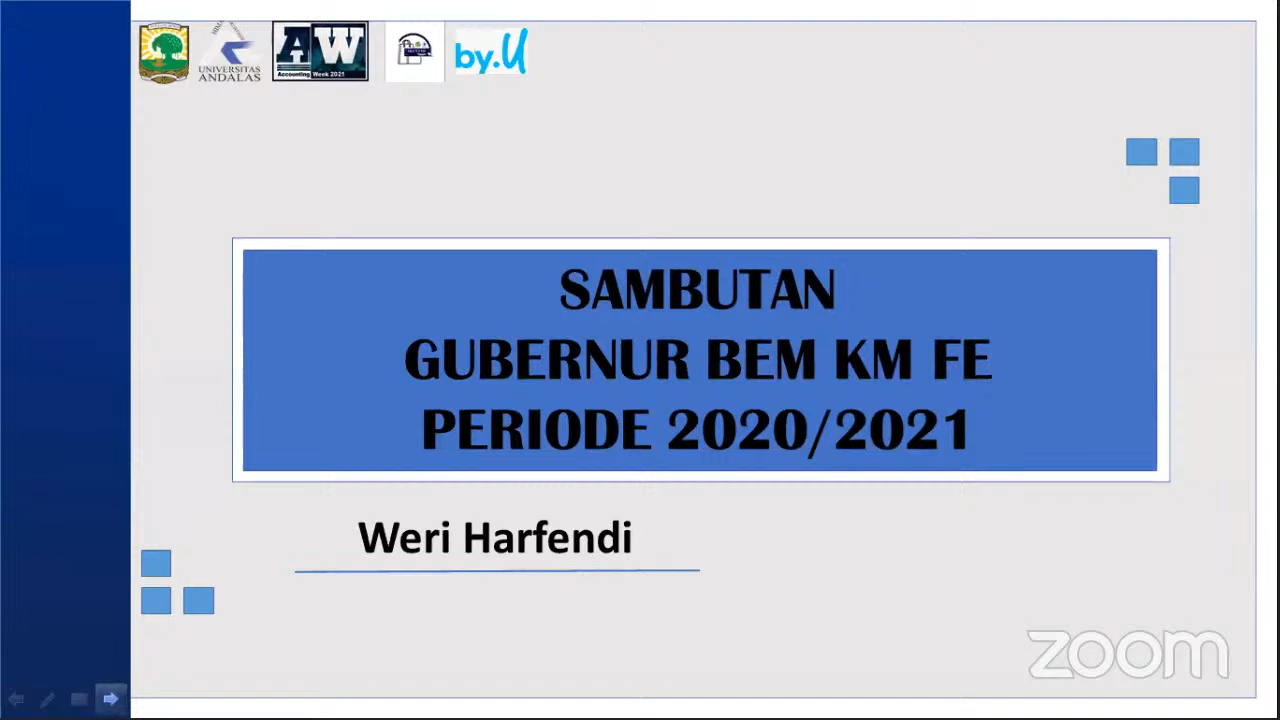 UNIVERSITAS
ANDALAS
AW
Accounting Week 2021
by.U
SAMBUTAN
GUBERNUR BEM KM FE
PERIODE 2020/2021
Weri Harfendi
zoom